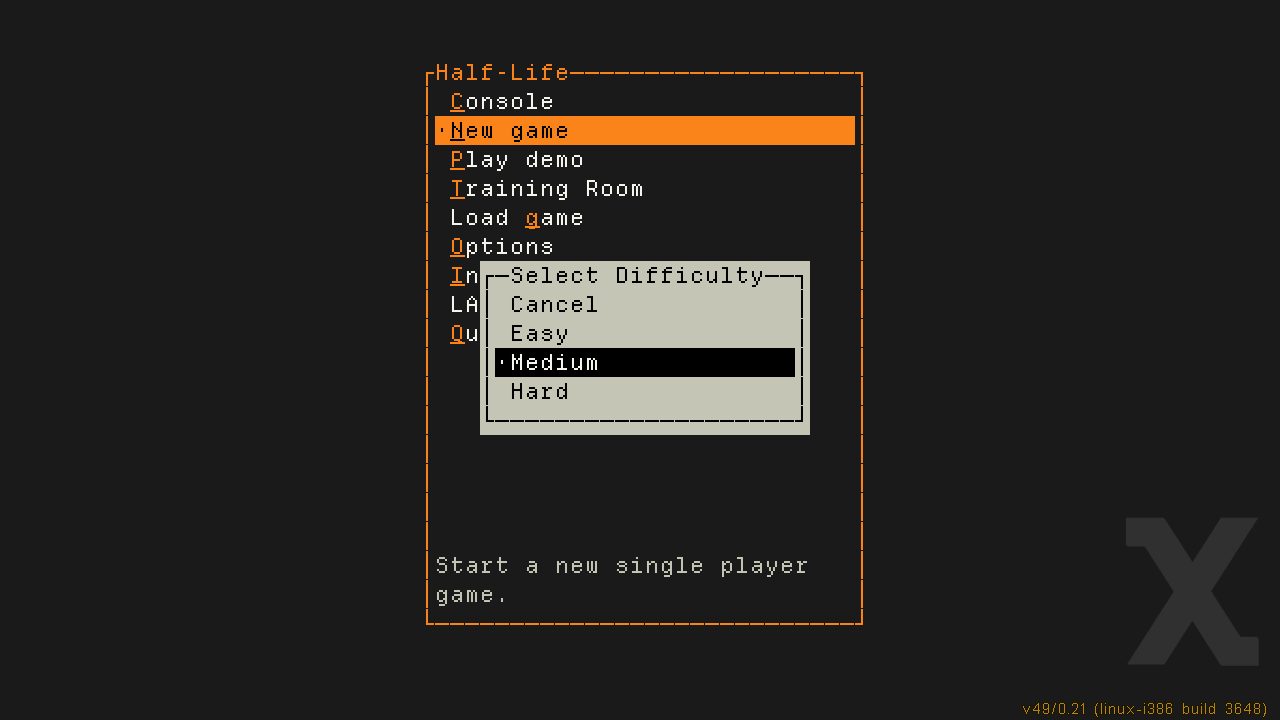 Half-Life
Console
New game
Play demo
Training Room
Load game
Options
In
Select Difficulty
LA
Cancel
Qu
Easy
Medium
Hard
Start a new single player
game.
X
v49/0.21 (linux-i386 build 3648)